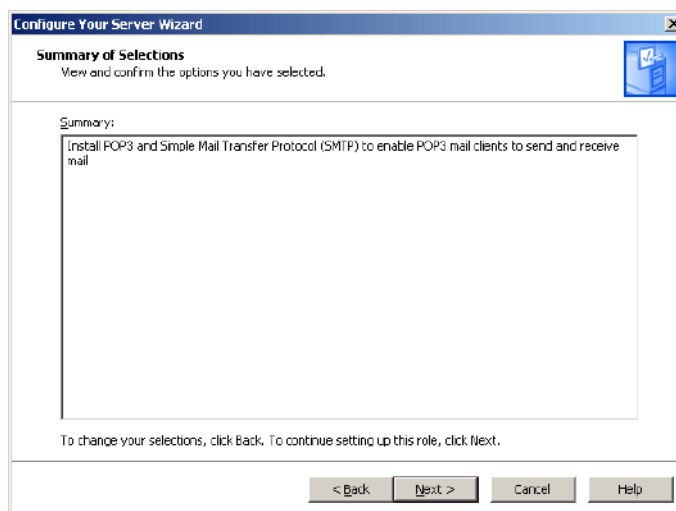 Configure Your Server Wizard
Summary of Selections
View and confirm the options you have selected.
Summary:
Install POP3 and Simple Mail Transfer Protocol (SMTP) to enable POP3 mail clients to send and receive
mail
To change your selections, click Back. To continue setting up this role, click Next.
< Back Next > Cancel Help